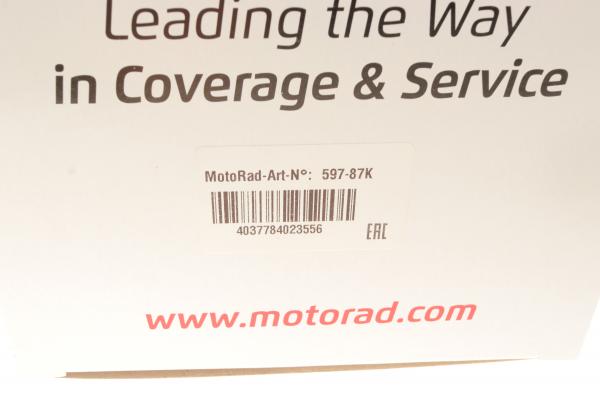 Leading the Way
in Coverage & Service
MotoRad-Art-N°: 597-87K
4037784023556
EAC
www.motorad.com